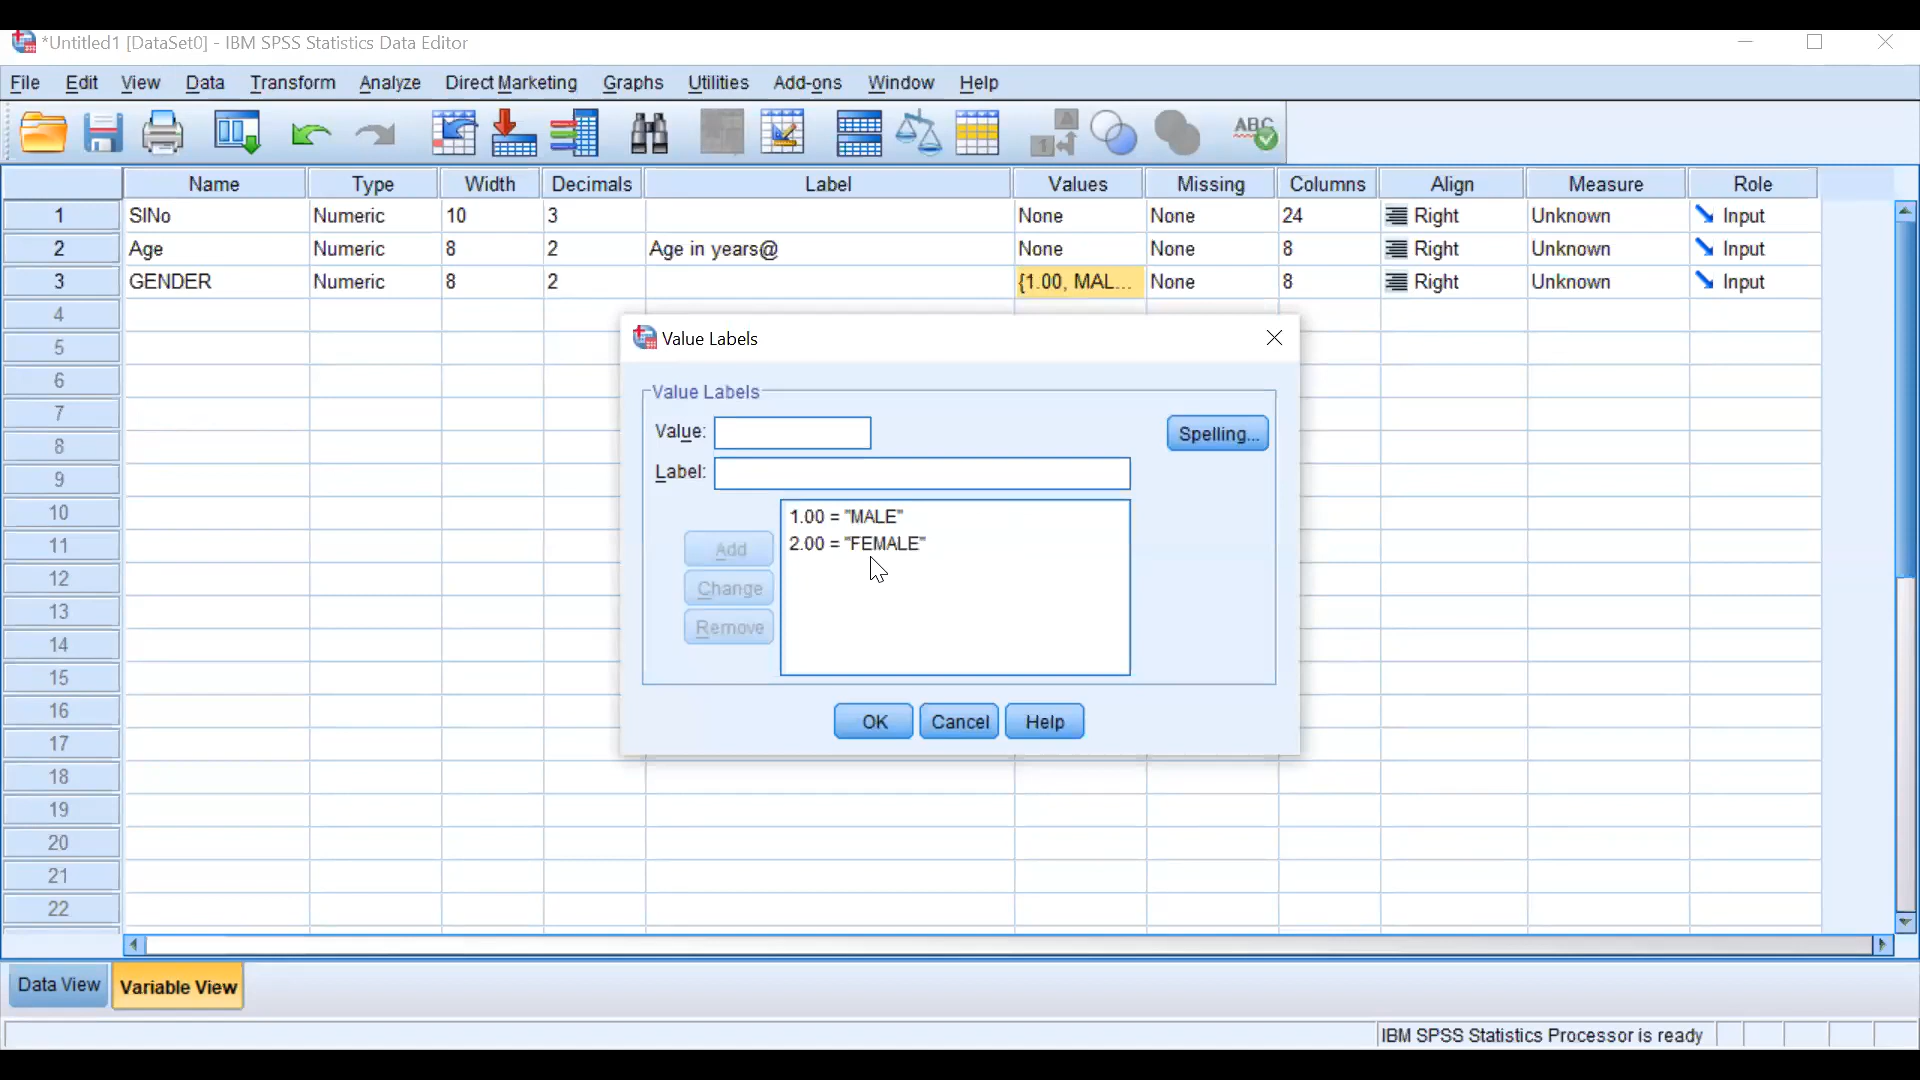 *Untitled1 [DataSet0] - IBM SPSS Statistics Data Editor
File Edit View Data Transform Analyze Direct Marketing Graphs Utilities Add-ons Window Help
Name Type Width Decimals Label Values Missing Columns Align Measure Role
1 SlNo Numeric 10 3 None None 24 Right Unknown Input
2 Age Numeric 8 2 Age in years@ None None 8 Right Unknown Input
3 GENDER Numeric 8 2 {1.00, MAL... None 8 Right Unknown Input
4
5
6
7
8
9
10
11
12
13
14
15
16
17
18
19
20
21
22
Value Labels
Value Labels
Value:
Spelling...
Label:
1.00 = "MALE"
2.00 = "FEMALE"
Add
Change
Remove
OK Cancel Help
Data View Variable View
IBM SPSS Statistics Processor is ready